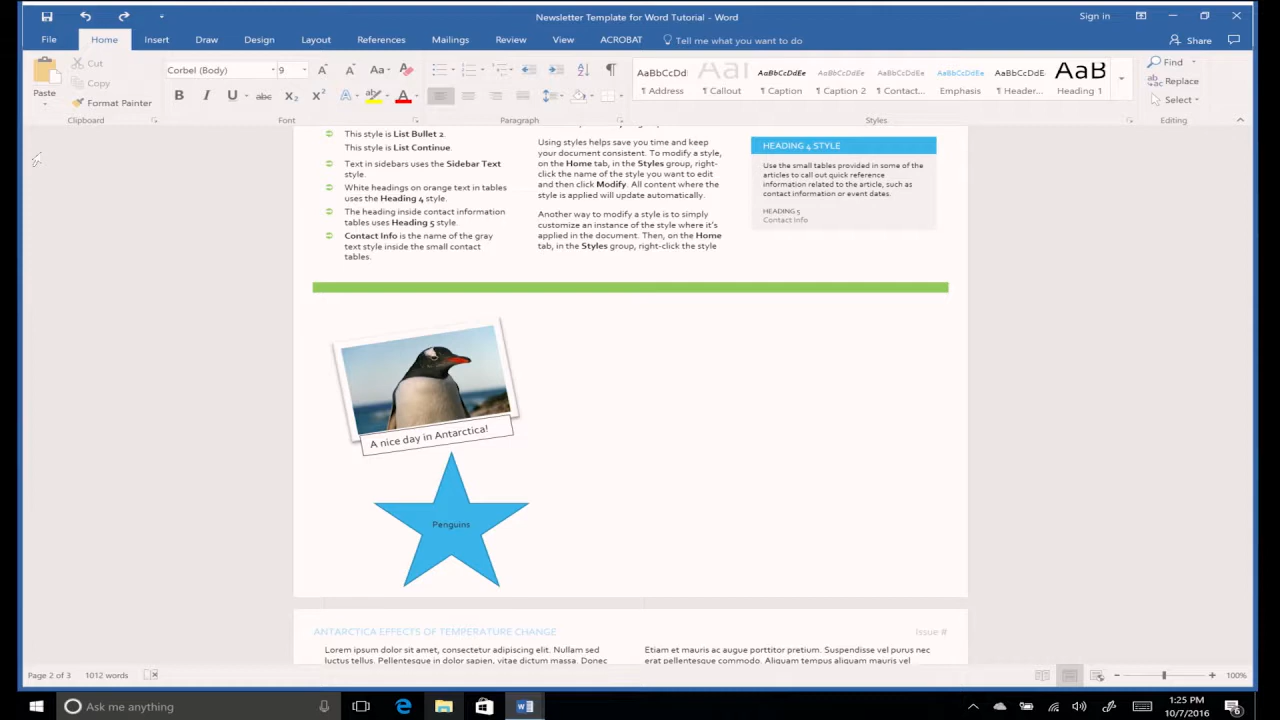 Newsletter Template for Word Tutorial - Word
Sign in
File
Home
Insert
Draw
Design
Layout
References
Mailings
Review
View
ACROBAT
Tell me what you want to do
Share
Paste
Cut
Copy
Format Painter
Clipboard
Corbel (Body)
9
Aa
B I U abc X₂ X² A A
Font
Paragraph
AaBbCcDd AaBbCcDd AaBbCcDdEe AaBbCcDdEe AaBbCcDdEe AaBbCcDdEe AaBbCcDdE AaB
¶ Address ¶ Callout ¶ Caption ¶ Caption 2 ¶ Contact... Emphasis ¶ Header... ¶ Heading 1
Styles
Find
Replace
Select
Editing
This style is List Bullet 2.
This style is List Continue.
Text in sidebars uses the Sidebar Text
style.
White headings on orange text in tables
uses the Heading 4 style.
The heading inside contact information
tables uses Heading 5 style.
Contact Info is the name of the gray
text style inside the small contact
tables.
Using styles helps save you time and keep
your document consistent. To modify a style,
on the Home tab, in the Styles group, right-
click the name of the style you want to edit
and then click Modify. All content where the
style is applied will update automatically.
Another way to modify a style is to simply
customize an instance of the style where it's
applied in the document. Then, on the Home
tab, in the Styles group, right-click the style
HEADING 4 STYLE
Use the small tables provided in some of the
articles to call out quick reference
information related to the article, such as
contact information or event dates.
HEADING 5
Contact Info
A nice day in Antarctica!
Penguins
ANTARCTICA EFFECTS OF TEMPERATURE CHANGE
Issue #
Lorem ipsum dolor sit amet, consectetur adipiscing elit. Nullam sed
luctus tellus. Pellentesque in dolor sapien, vitae dictum massa. Donec
Etiam et mauris ac augue porttitor pretium. Suspendisse vel purus nec
erat pellentesque commodo. Aliquam tempus aliquam mauris vel
Page 2 of 3
1012 words
100%
Ask me anything
1:25 PM
10/7/2016
6